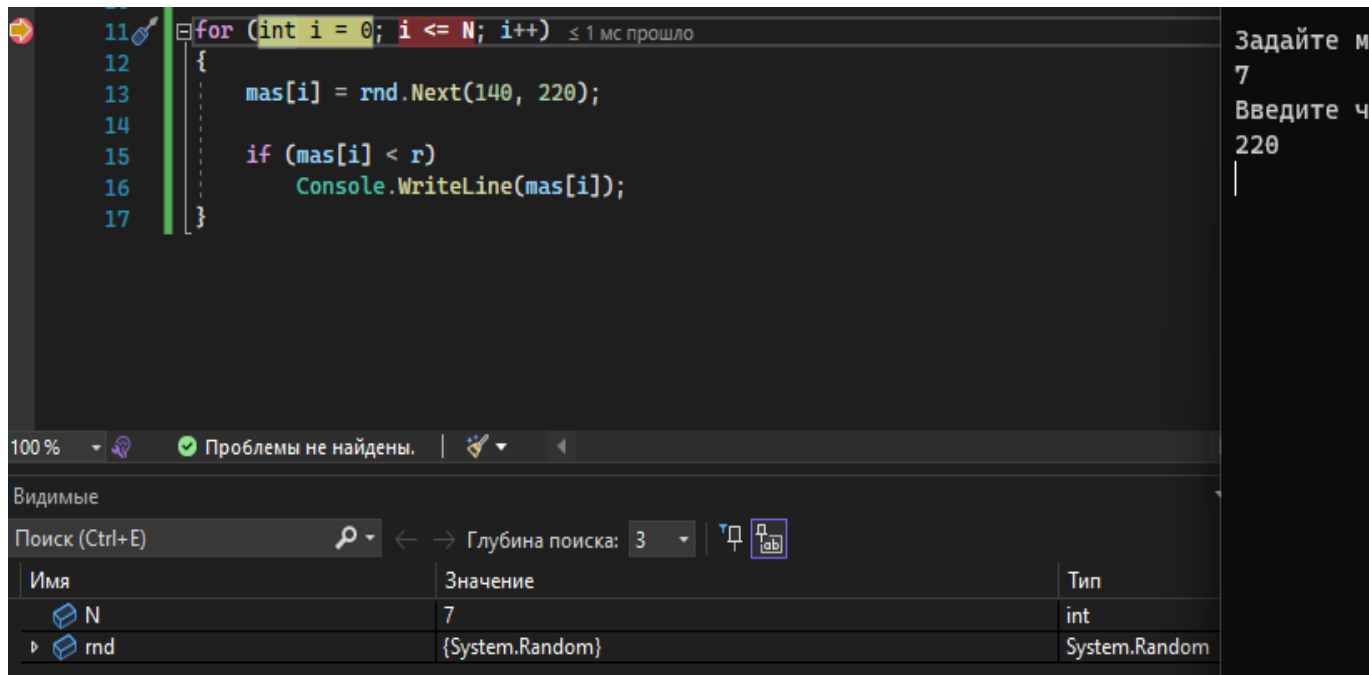 11 for (int i = 0; i <= N; i++) ≤ 1 мс прошло
12 {
13 mas[i] = rnd.Next(140, 220);
14
15 if (mas[i] < r)
16 Console.WriteLine(mas[i]);
17 }
Задайте м
7
Введите ч
220
100 % Проблемы не найдены.
Видимые
Поиск (Ctrl+E) Глубина поиска: 3
Имя Значение Тип
N 7 int
rnd {System.Random} System.Random